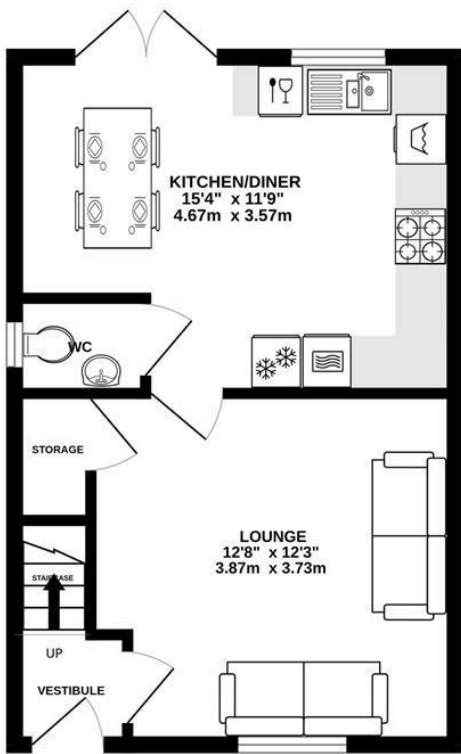 KITCHEN/DINER
15'4" x 11'9"
4.67m x 3.57m
WC
STORAGE
LOUNGE
12'8" x 12'3"
3.87m x 3.73m
STAIRCASE
UP
VESTIBULE